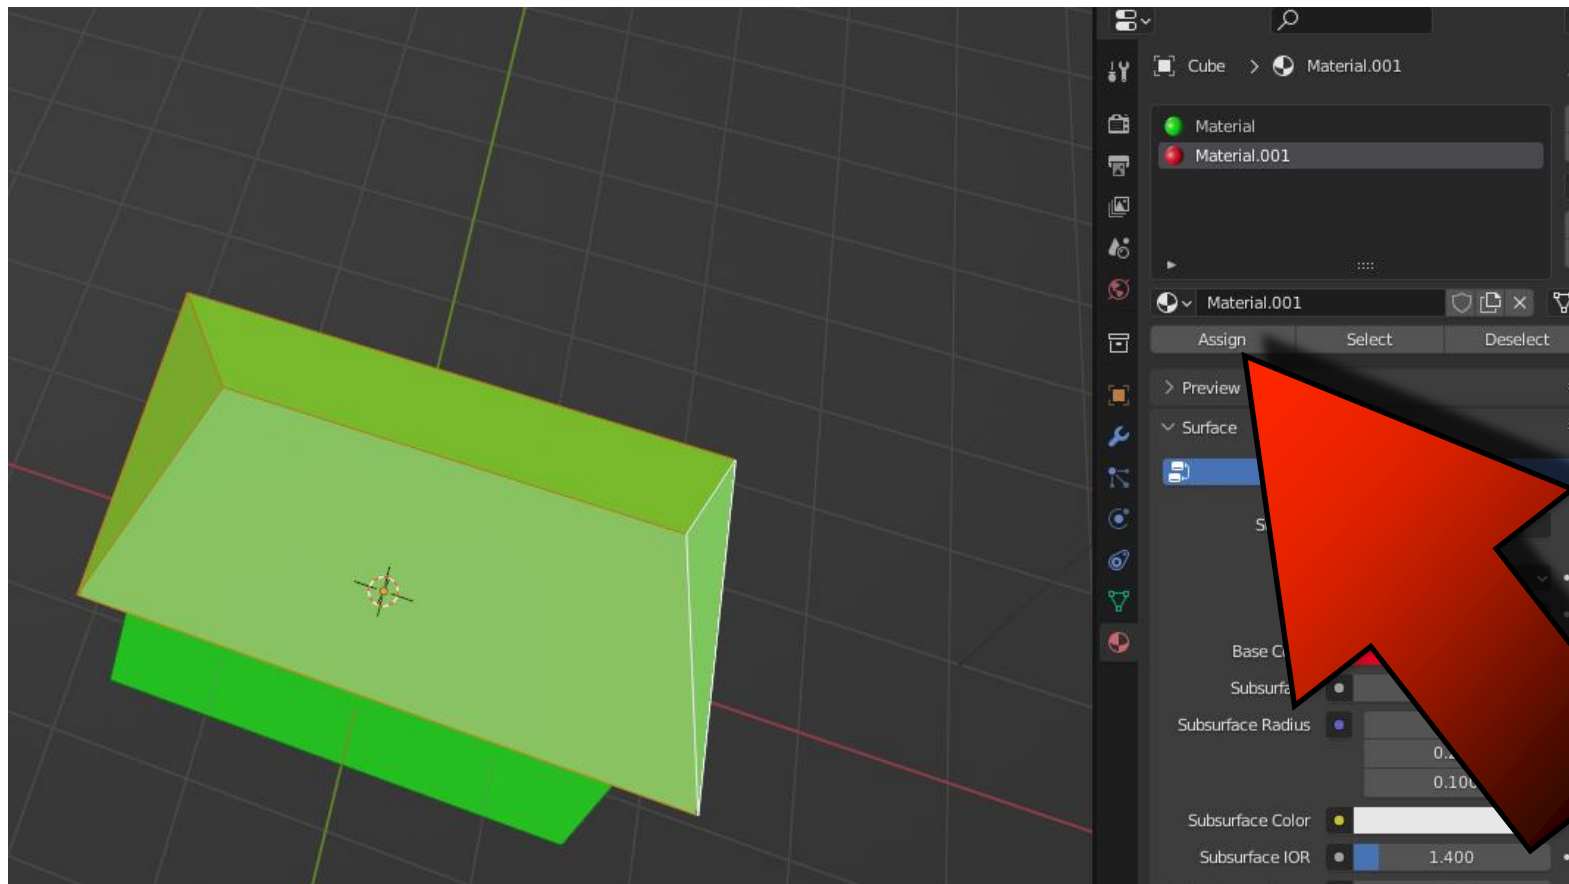 Cube > Material.001
Material
Material.001
Material.001
Assign Select Deselect
Preview
Surface
Base
Subsurface Radius
Subsurface Color
Subsurface IOR 1.400